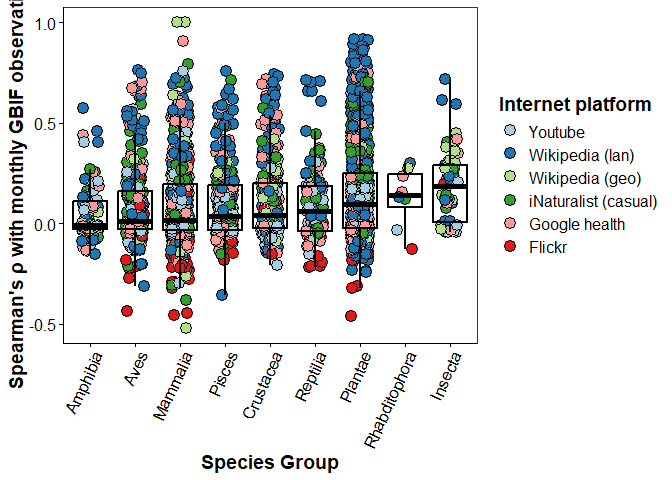 Spearman's ρ with monthly GBIF observati
1.0
0.5
0.0
-0.5
Amphibia
Aves
Mammalia
Pisces
Crustacea
Reptilia
Plantae
Rhabditophora
Insecta
Species Group
Internet platform
Youtube
Wikipedia (lan)
Wikipedia (geo)
iNaturalist (casual)
Google health
Flickr